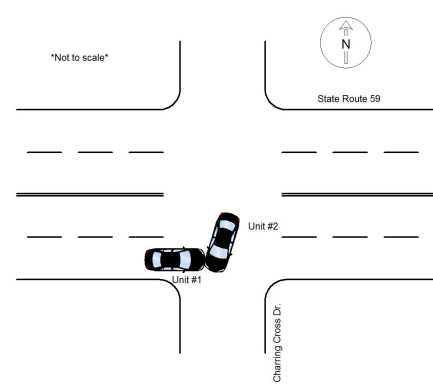 *Not to scale*
N
State Route 59
Unit #2
Unit #1
Charring Cross Dr.